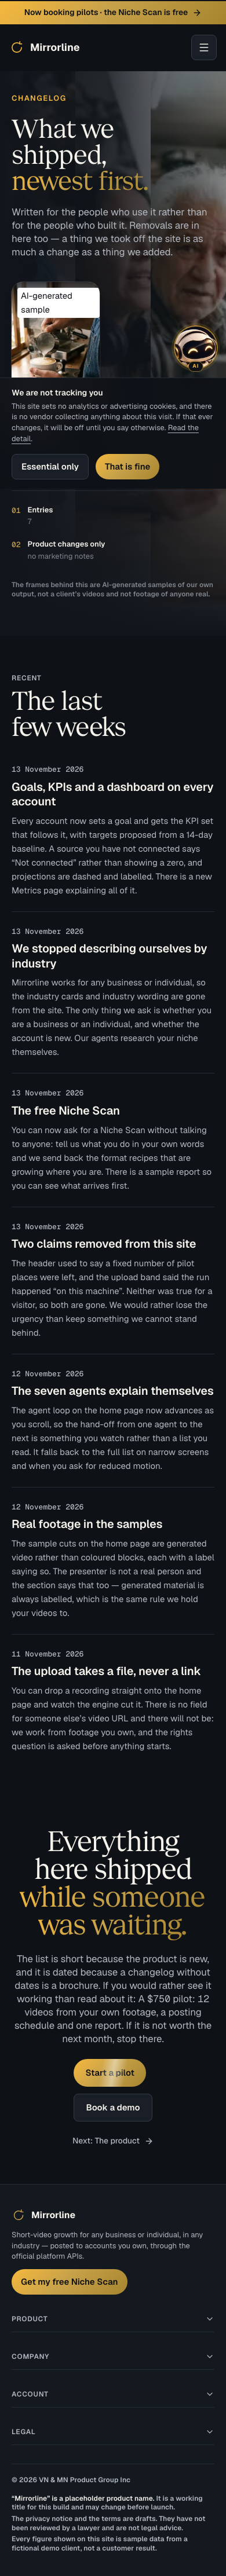 Now booking pilots · the Niche Scan is free →
Mirrorline
CHANGELOG
What we
shipped,
newest first.
Written for the people who use it rather than
for the people who built it. Removals are in
here too — a thing we took off the site is as
much a change as a thing we added.
AI-generated
sample
AI
We are not tracking you
This site sets no analytics or advertising cookies, and there
is no vendor collecting anything about this visit. If that ever
changes, it will be off until you say otherwise. Read the
detail.
Essential only
That is fine
01 Entries
7
02 Product changes only
no marketing notes
The frames behind this are AI-generated samples of our own
output, not a client's videos and not footage of anyone real.
RECENT
The last
few weeks
13 November 2026
Goals, KPIs and a dashboard on every
account
Every account now sets a goal and gets the KPI set
that follows it, with targets proposed from a 14-day
baseline. A source you have not connected says
"Not connected" rather than showing a zero, and
projections are dashed and labelled. There is a new
Metrics page explaining all of it.
13 November 2026
We stopped describing ourselves by
industry
Mirrorline works for any business or individual, so
the industry cards and industry wording are gone
from the site. The only thing we ask is whether you
are a business or an individual, and whether the
account is new. Our agents research your niche
themselves.
13 November 2026
The free Niche Scan
You can now ask for a Niche Scan without talking
to anyone: tell us what you do in your own words
and we send back the format recipes that are
growing where you are. There is a sample report so
you can see what arrives first.
13 November 2026
Two claims removed from this site
The header used to say a fixed number of pilot
places were left, and the upload band said the run
happened "on this machine". Neither was true for a
visitor, so both are gone. We would rather lose the
urgency than keep something we cannot stand
behind.
12 November 2026
The seven agents explain themselves
The agent loop on the home page now advances as
you scroll, so the hand-off from one agent to the
next is something you watch rather than a list you
read. It falls back to the full list on narrow screens
and when you ask for reduced motion.
12 November 2026
Real footage in the samples
The sample cuts on the home page are generated
video rather than coloured blocks, each with a label
saying so. The presenter is not a real person and
the section says that too — generated material is
always labelled, which is the same rule we hold
your videos to.
11 November 2026
The upload takes a file, never a link
You can drop a recording straight onto the home
page and watch the engine cut it. There is no field
for someone else's video URL and there will not be:
we work from footage you own, and the rights
question is asked before anything starts.
Everything
here shipped
while someone
was waiting.
The list is short because the product is new,
and it is dated because a changelog without
dates is a brochure. If you would rather see it
working than read about it: A $750 pilot: 12
videos from your own footage, a posting
schedule and one report. If it is not worth the
next month, stop there.
Start a pilot
Book a demo
Next: The product →
Mirrorline
Short-video growth for any business or individual, in any
industry — posted to accounts you own, through the
official platform APIs.
Get my free Niche Scan
PRODUCT
COMPANY
ACCOUNT
LEGAL
© 2026 VN & MN Product Group Inc
"Mirrorline" is a placeholder product name. It is a working
title for this build and may change before launch.
The privacy notice and the terms are drafts. They have not
been reviewed by a lawyer and are not legal advice.
Every figure shown on this site is sample data from a
fictional demo client, not a customer result.